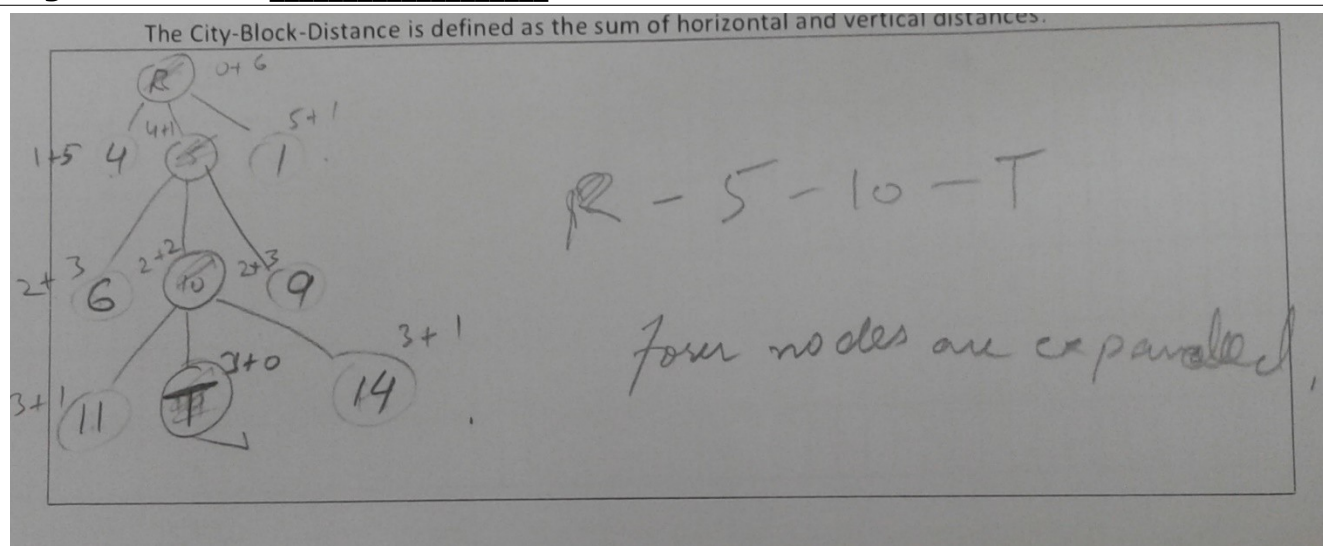 The City-Block-Distance is defined as the sum of horizontal and vertical distances.
R 0+6
4+1 5+1
1+5 4 5 1
R - 5 - 10 - T
2+3 6 2+2 10 2+3 9
four nodes are expanded,
3+1
3+0
3+1 11 T 14